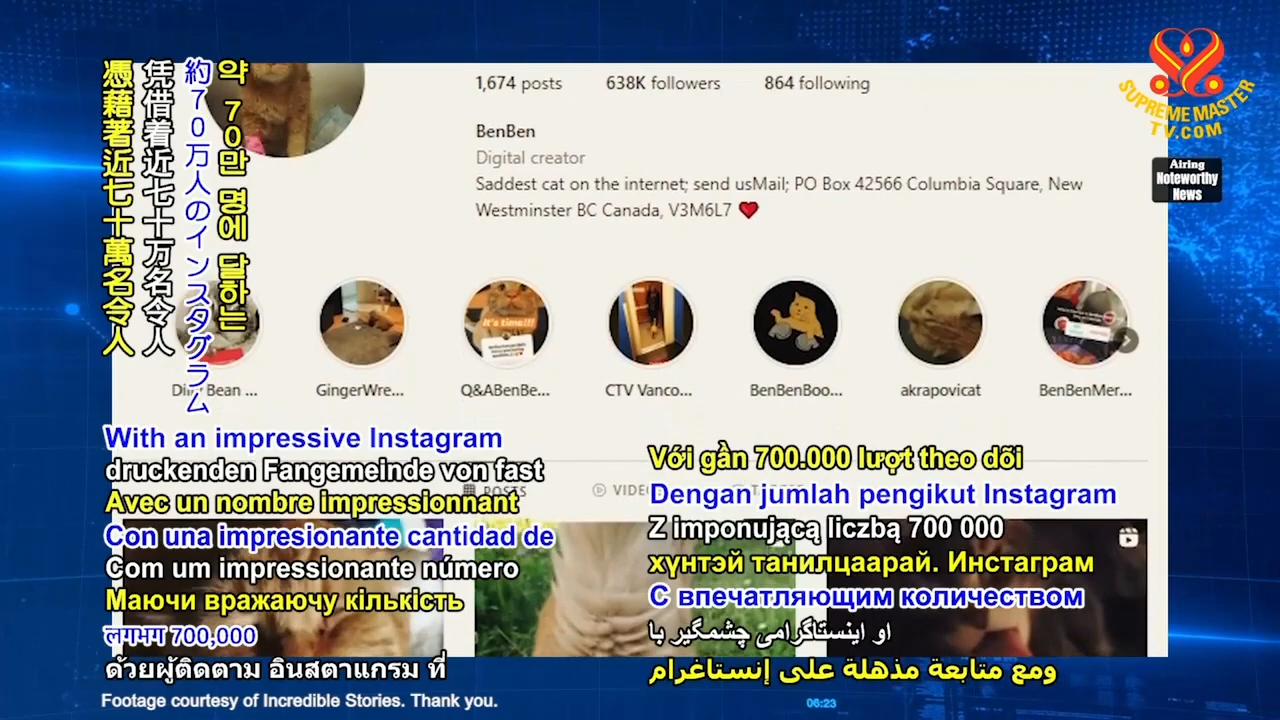 1,674 posts 638K followers 864 following
BenBen
Digital creator
Saddest cat on the internet; send usMail; PO Box 42566 Columbia Square, New
Westminster BC Canada, V3M6L7 ❤️
SUPREME MASTER
TV.COM
Airing
Noteworthy
News
약 70만 명에 달하는
約70万人のインスタグラム
凭借着近七十万名令人
憑藉著近七十萬名令人
It's time!!!
Bean ...
GingerWre...
Q&ABenBe...
CTV Vanco...
BenBenBoo...
akrapovicat
BenBenMer...
POSTS
With an impressive Instagram
druckenden Fangemeinde von fast
Avec un nombre impressionnant
Con una impresionante cantidad de
Com um impressionante número
Маючи вражаючу кількість
लगभग 700,000
ด้วยผู้ติดตาม อินสตาแกรม ที่
Với gần 700.000 lượt theo dõi
Dengan jumlah pengikut Instagram
Z imponującą liczbą 700 000
хүнтэй танилцаарай. Инстаграм
С впечатляющим количеством
او اینستاگرامی چشمگیر با
ومع متابعة مذهلة على إنستاغرام
Footage courtesy of Incredible Stories. Thank you.
06:23